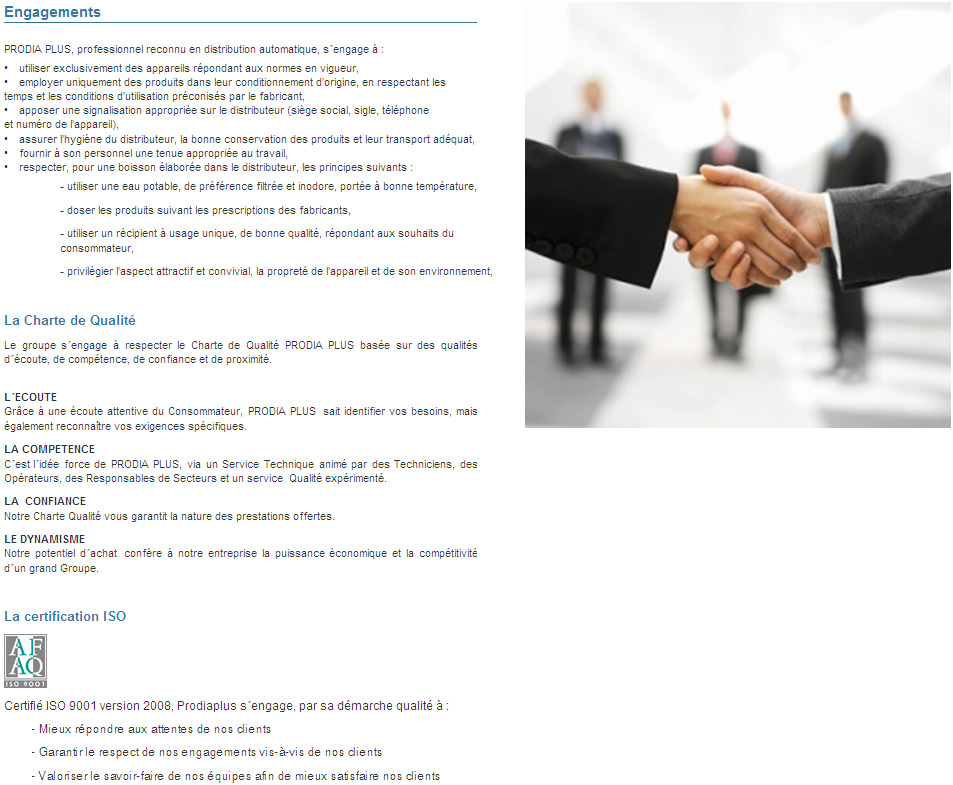 Engagements
PRODIA PLUS, professionnel reconnu en distribution automatique, s´engage à :
• utiliser exclusivement des appareils répondant aux normes en vigueur,
• employer uniquement des produits dans leur conditionnement d'origine, en respectant les
temps et les conditions d'utilisation préconisés par le fabricant,
• apposer une signalisation appropriée sur le distributeur (siège social, sigle, téléphone
et numéro de l'appareil),
• assurer l'hygiène du distributeur, la bonne conservation des produits et leur transport adéquat,
• fournir à son personnel une tenue appropriée au travail,
• respecter, pour une boisson élaborée dans le distributeur, les principes suivants :
- utiliser une eau potable, de préférence filtrée et inodore, portée à bonne température,
- doser les produits suivant les prescriptions des fabricants,
- utiliser un récipient à usage unique, de bonne qualité, répondant aux souhaits du
consommateur,
- privilégier l'aspect attractif et convivial, la propreté de l'appareil et de son environnement,
La Charte de Qualité
Le groupe s´engage à respecter le Charte de Qualité PRODIA PLUS basée sur des qualités
d´écoute, de compétence, de confiance et de proximité.
L´ECOUTE
Grâce à une écoute attentive du Consommateur, PRODIA PLUS sait identifier vos besoins, mais
également reconnaître vos exigences spécifiques.
LA COMPETENCE
C´est l´idée force de PRODIA PLUS, via un Service Technique animé par des Techniciens, des
Opérateurs, des Responsables de Secteurs et un service Qualité expérimenté.
LA CONFIANCE
Notre Charte Qualité vous garantit la nature des prestations offertes.
LE DYNAMISME
Notre potentiel d´achat confère à notre entreprise la puissance économique et la compétitivité
d´un grand Groupe.
La certification ISO
AF
AQ
ISO 9001
Certifié ISO 9001 version 2008, Prodiaplus s´engage, par sa démarche qualité à :
- Mieux répondre aux attentes de nos clients
- Garantir le respect de nos engagements vis-à-vis de nos clients
- Valoriser le savoir-faire de nos équipes afin de mieux satisfaire nos clients